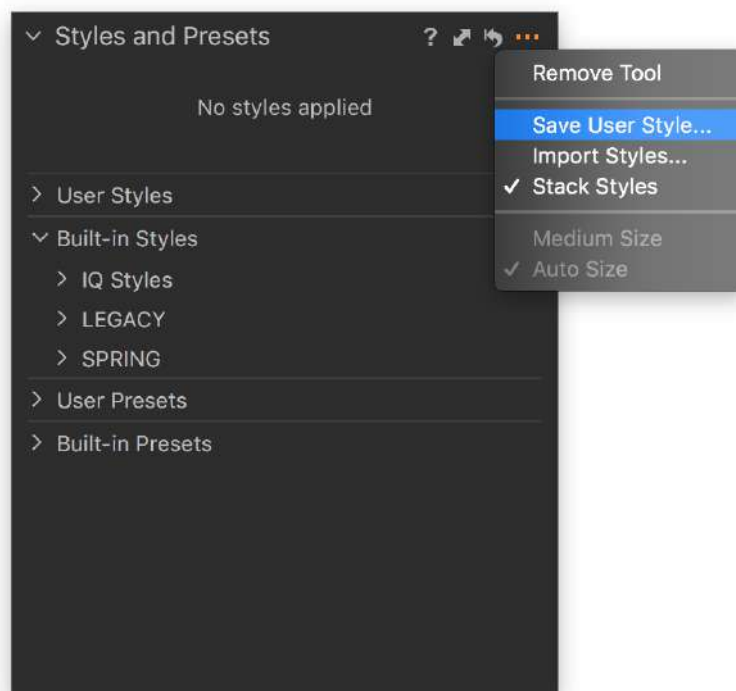 Styles and Presets ? ...
Remove Tool
No styles applied
Save User Style...
Import Styles...
✓ Stack Styles
User Styles
Medium Size
✓ Auto Size
Built-in Styles
IQ Styles
LEGACY
SPRING
User Presets
Built-in Presets